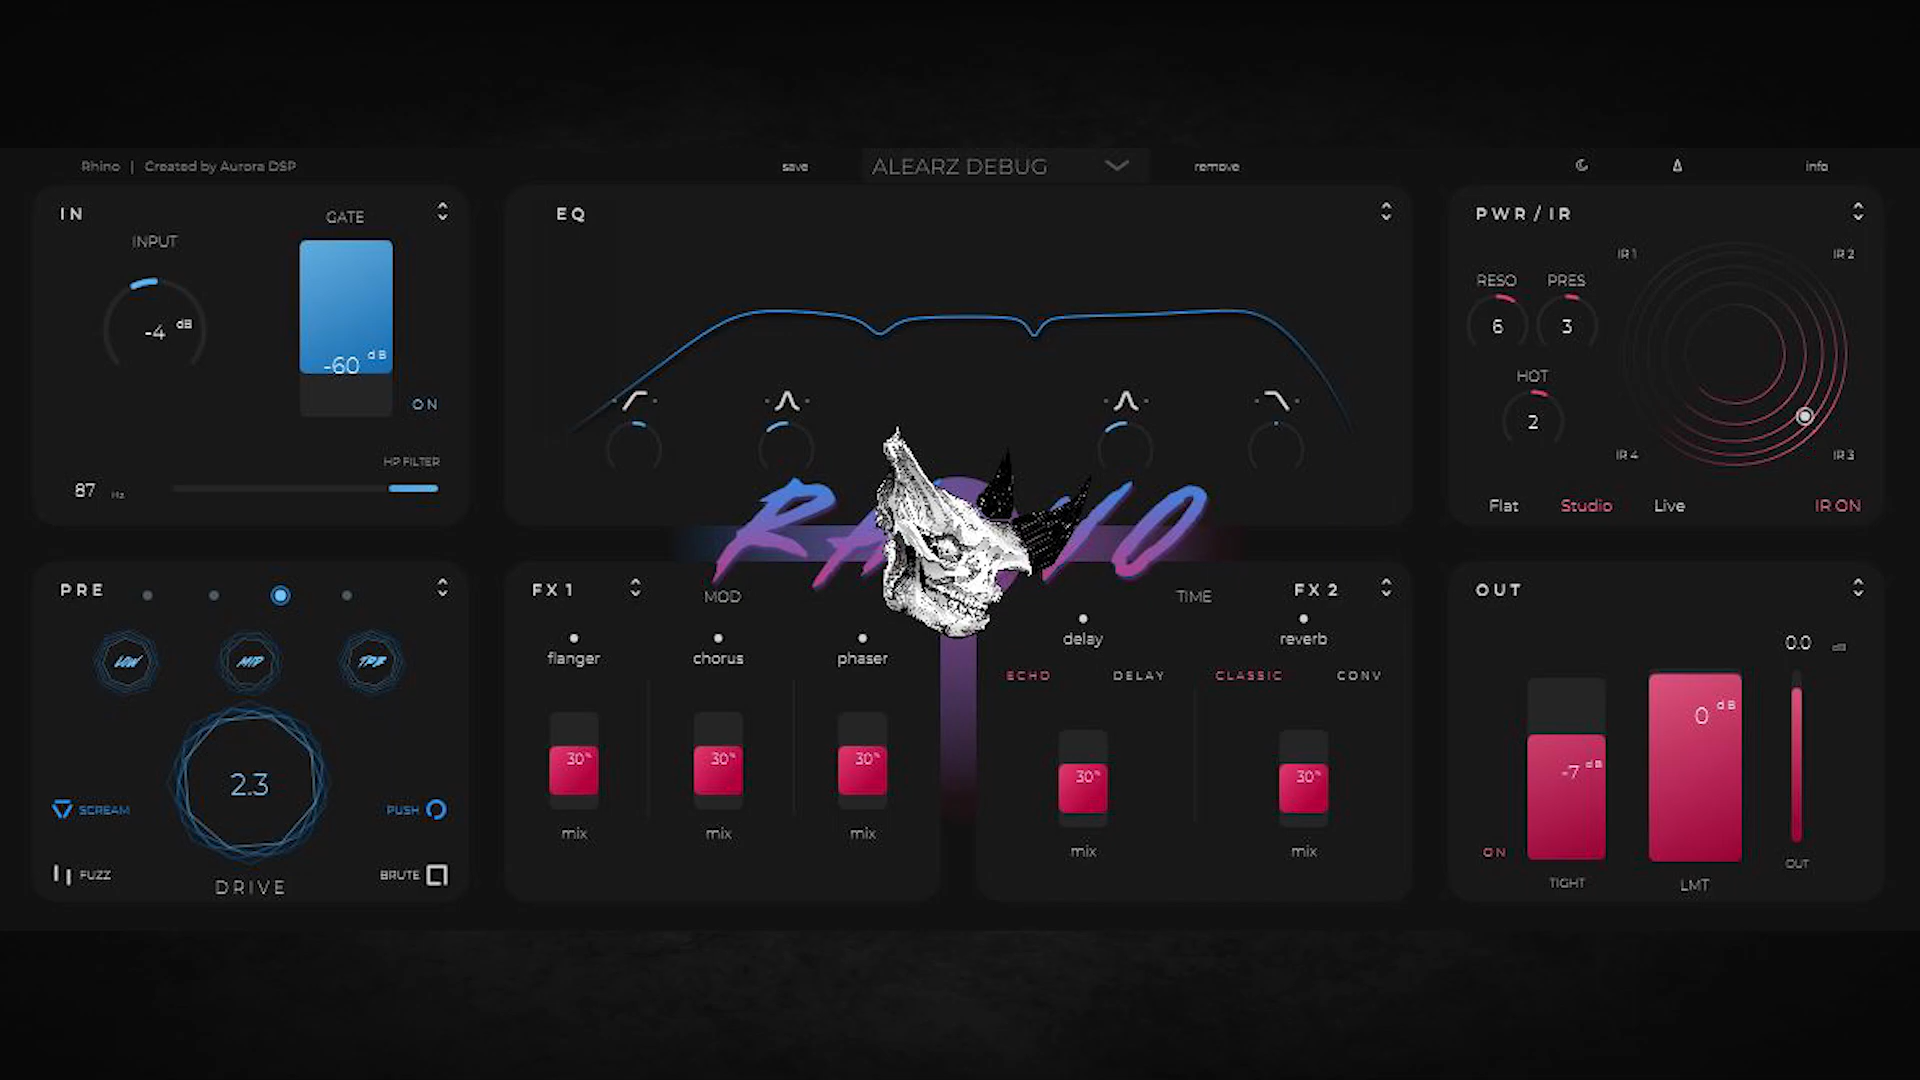 Rhino | Created by Aurora DSP
save
ALEARZ DEBUG
remove
info
IN
GATE
INPUT
-4 dB
-60 dB
ON
HP FILTER
87 Hz
EQ
PWR / IR
IR 1
IR 2
RESO
PRES
6
3
HOT
2
IR 4
IR 3
Flat
Studio
Live
IR ON
PRE
LOW
MID
2.3
SCREAM
PUSH
FUZZ
BRUTE
DRIVE
FX 1
MOD
flanger
chorus
phaser
30%
30%
30%
mix
mix
mix
TIME
FX 2
delay
reverb
ECHO
DELAY
CLASSIC
CONV
30%
30%
mix
mix
OUT
0.0 dB
0 dB
-7 dB
ON
TIGHT
LMT
OUT